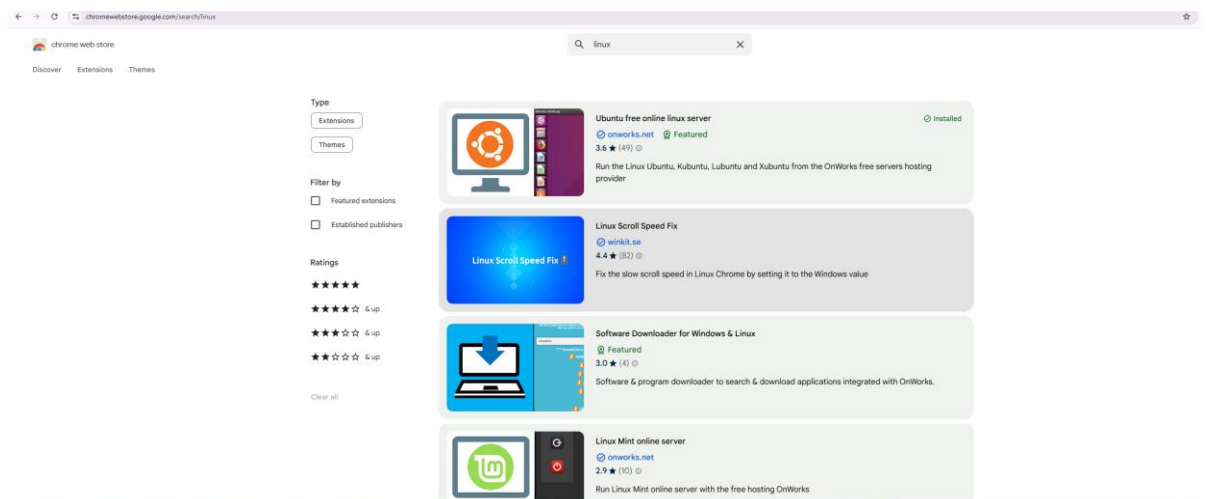 chromewebstore.google.com/search/linux
chrome web store
linux
Discover Extensions Themes
Type
Extensions
Themes
Filter by
Featured extensions
Established publishers
Ratings
& up
& up
& up
Clear all
Ubuntu free online linux server
Installed
onworks.net Featured
3.6 ★ (49)
Run the Linux Ubuntu, Kubuntu, Lubuntu and Xubuntu from the OnWorks free servers hosting
provider
Linux Scroll Speed Fix
Linux Scroll Speed Fix
winkit.se
4.4 ★ (82)
Fix the slow scroll speed in Linux Chrome by setting it to the Windows value
Software Downloader for Windows & Linux
Featured
3.0 ★ (4)
Software & program downloader to search & download applications integrated with OnWorks.
Linux Mint online server
onworks.net
2.9 ★ (10)
Run Linux Mint online server with the free hosting OnWorks